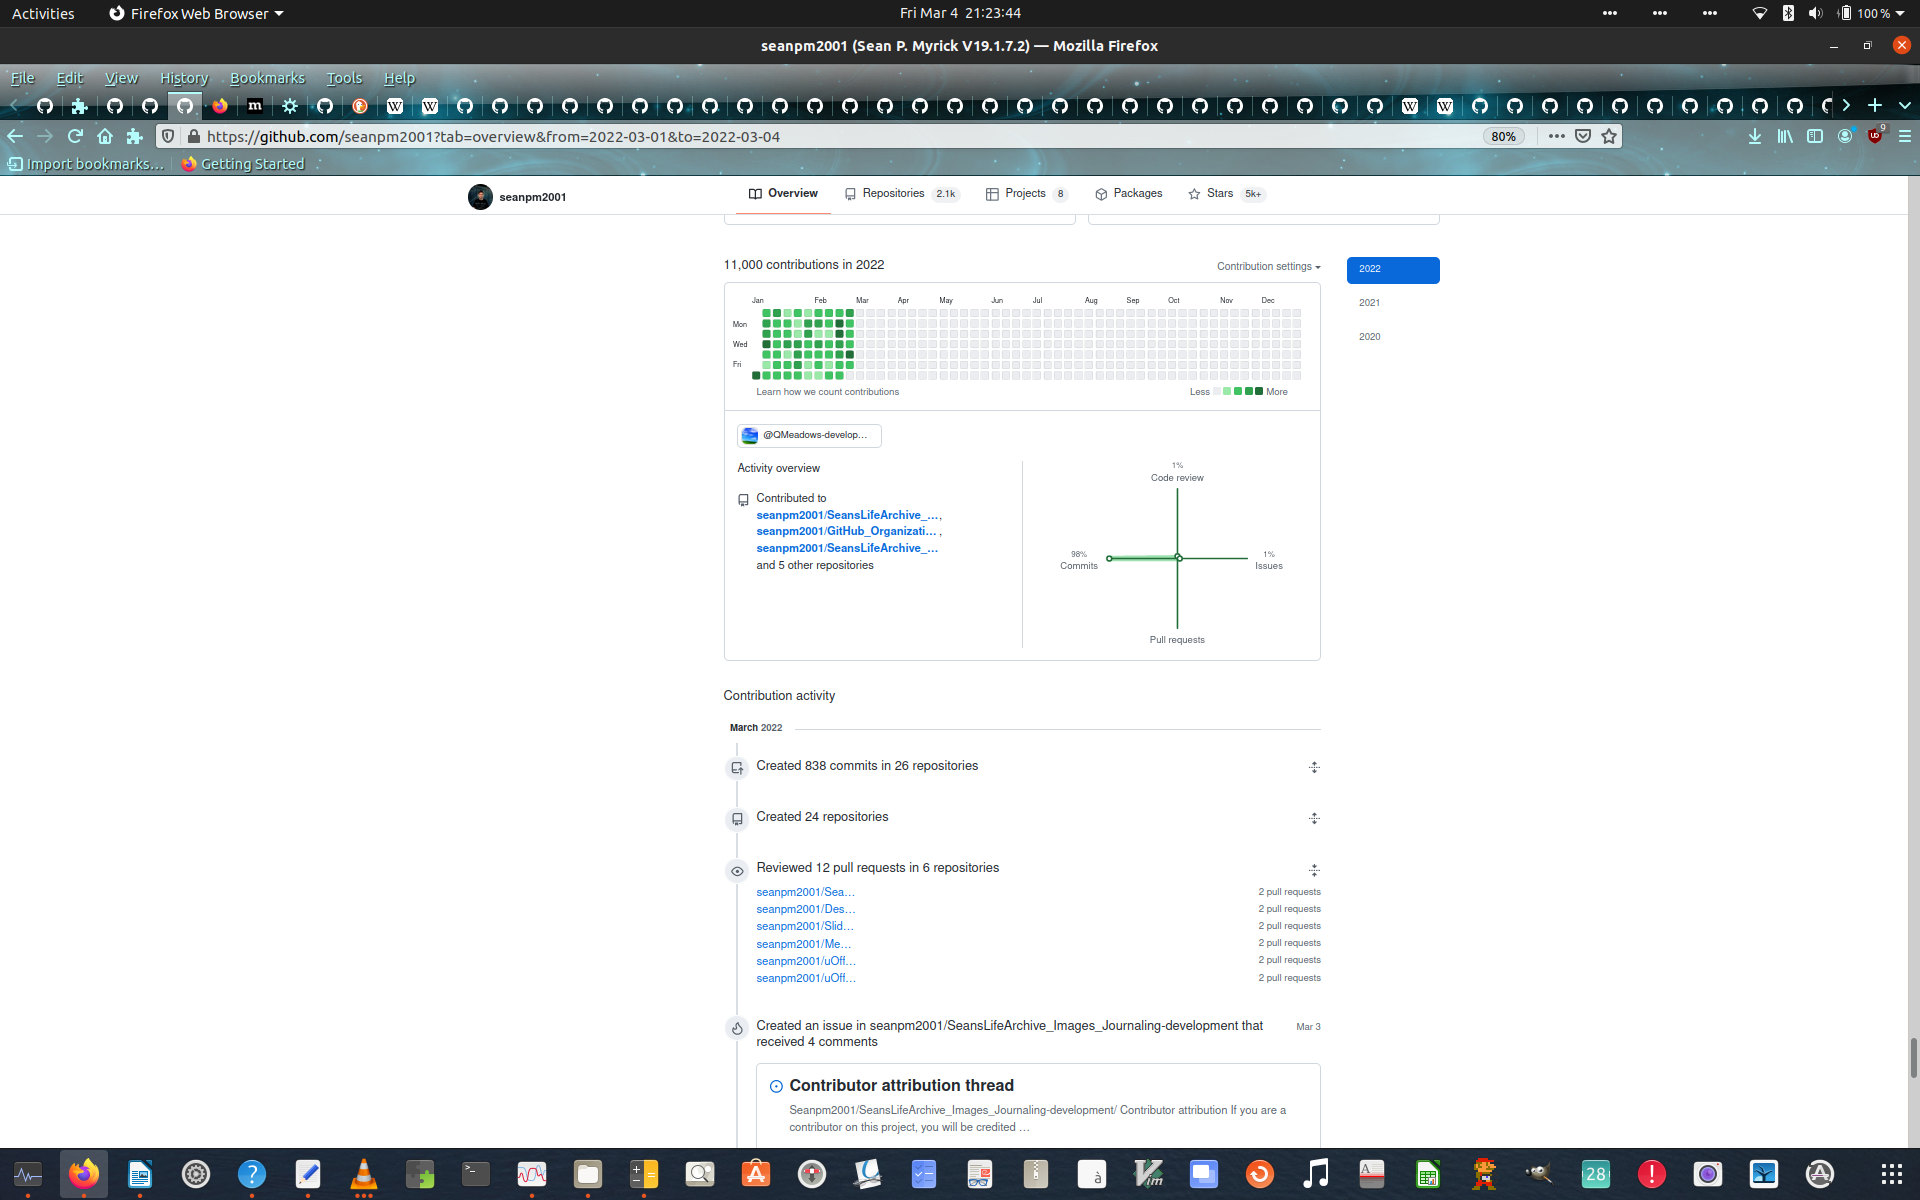 Activities
Firefox Web Browser
Fri Mar 4 21:23:44
100 %
seanpm2001 (Sean P. Myrick V19.1.7.2) — Mozilla Firefox
File Edit View History Bookmarks Tools Help
https://github.com/seanpm2001?tab=overview&from=2022-03-01&to=2022-03-04
80%
9
Import bookmarks…
Getting Started
seanpm2001
Overview
Repositories 2.1k
Projects 8
Packages
Stars 5k+
11,000 contributions in 2022
Contribution settings
2022
2021
2020
Jan Feb Mar Apr May Jun Jul Aug Sep Oct Nov Dec
Mon
Wed
Fri
Learn how we count contributions
Less More
@QMeadows-develop…
Activity overview
Contributed to
seanpm2001/SeansLifeArchive_…,
seanpm2001/GitHub_Organizati… ,
seanpm2001/SeansLifeArchive_…
and 5 other repositories
1%
Code review
98%
Commits
1%
Issues
Pull requests
Contribution activity
March 2022
Created 838 commits in 26 repositories
Created 24 repositories
Reviewed 12 pull requests in 6 repositories
seanpm2001/Sea… 2 pull requests
seanpm2001/Des… 2 pull requests
seanpm2001/Slid… 2 pull requests
seanpm2001/Me… 2 pull requests
seanpm2001/uOff… 2 pull requests
seanpm2001/uOff… 2 pull requests
Created an issue in seanpm2001/SeansLifeArchive_Images_Journaling-development that
received 4 comments
Mar 3
Contributor attribution thread
Seanpm2001/SeansLifeArchive_Images_Journaling-development/ Contributor attribution If you are a
contributor on this project, you will be credited …
28